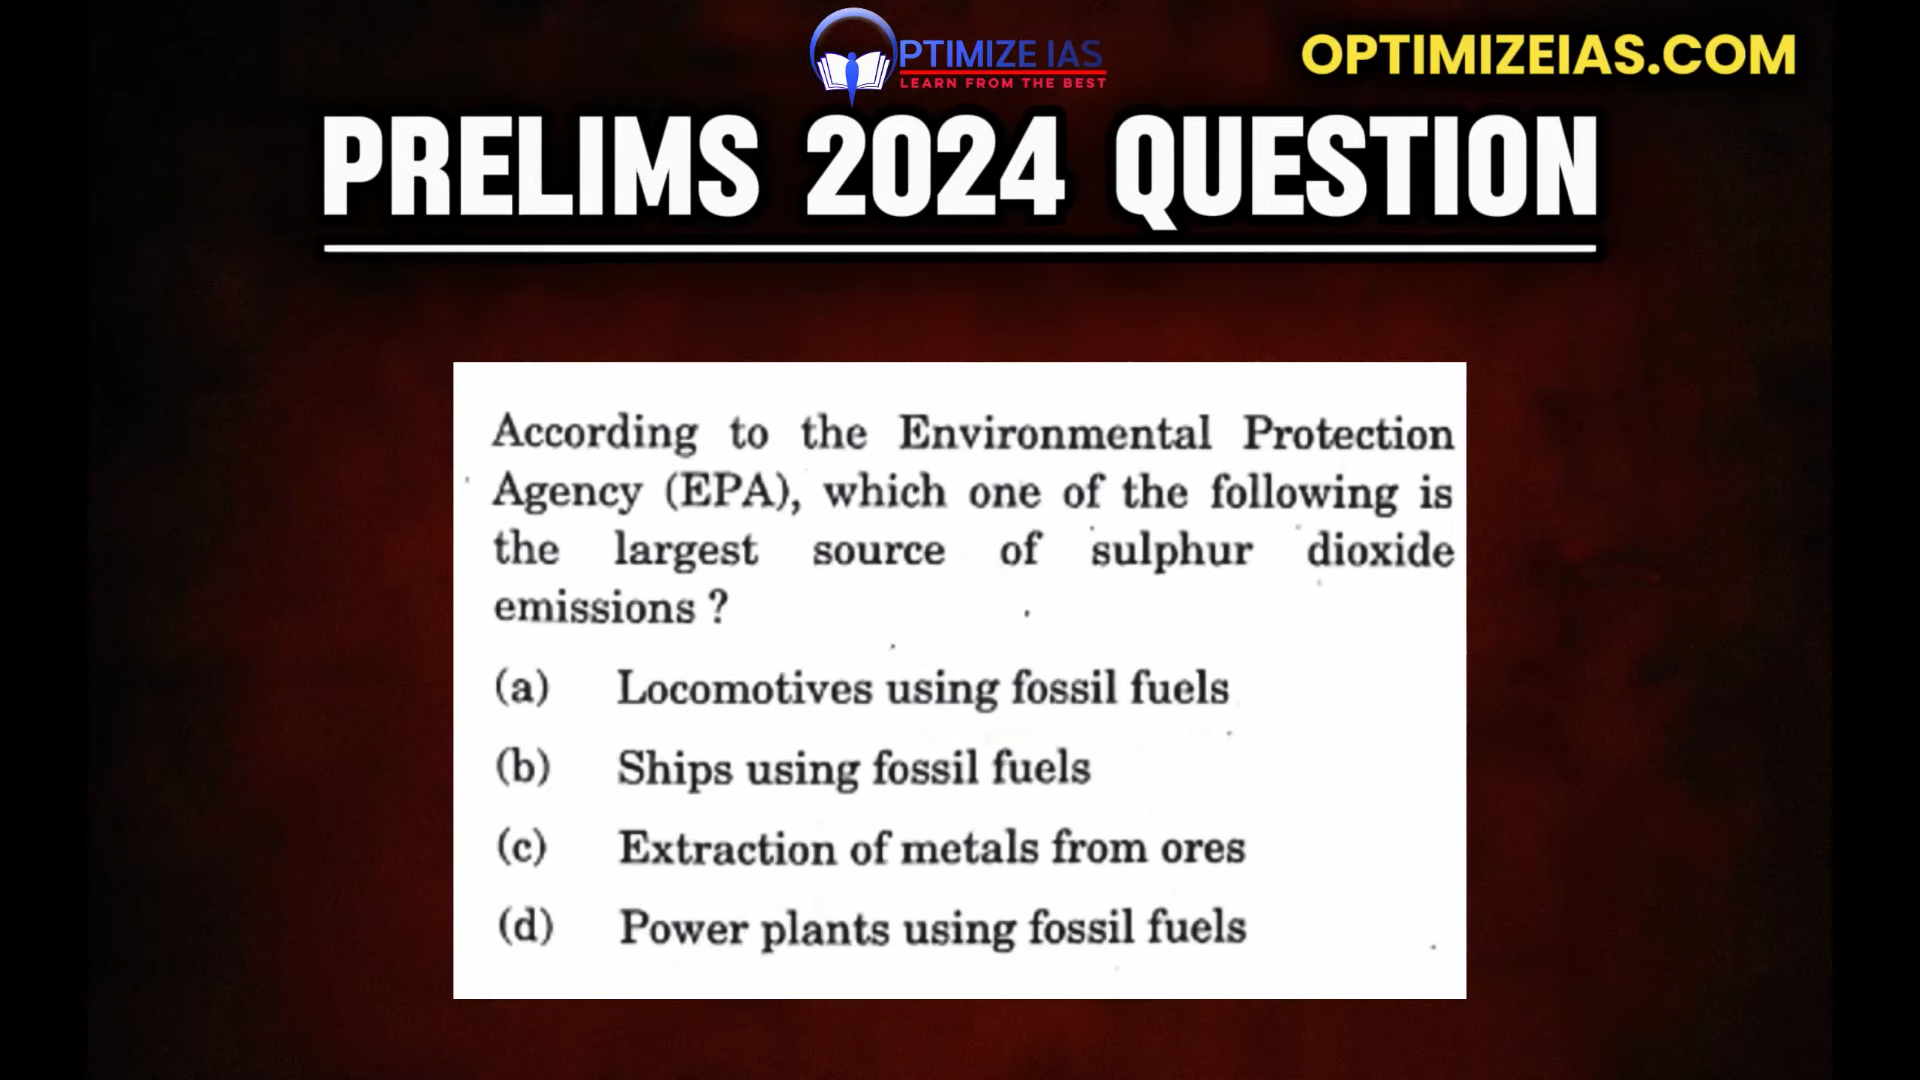 PTIMIZE IAS
LEARN FROM THE BEST
OPTIMIZEIAS.COM
PRELIMS 2024 QUESTION
According to the Environmental Protection
Agency (EPA), which one of the following is
the largest source of sulphur dioxide
emissions ?
(a) Locomotives using fossil fuels
(b) Ships using fossil fuels
(c) Extraction of metals from ores
(d) Power plants using fossil fuels